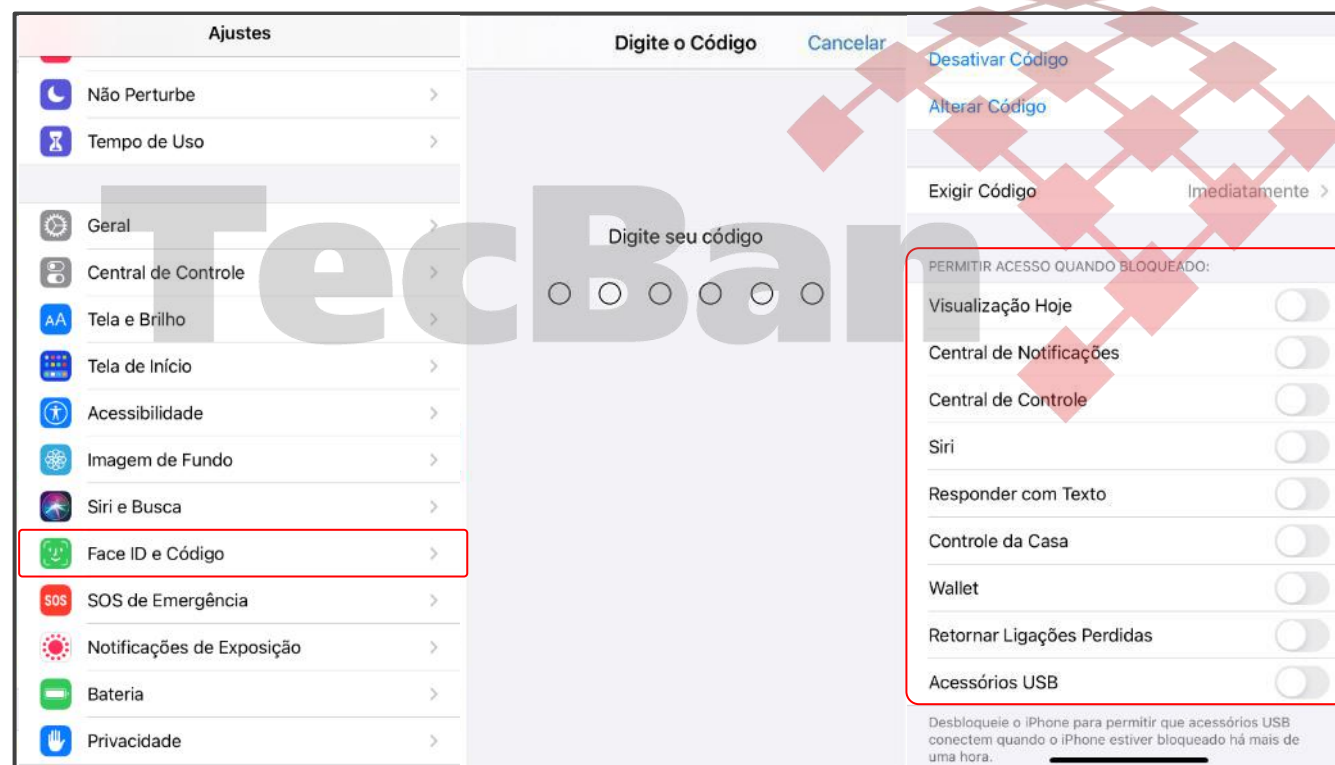 Ajustes
Não Perturbe
Tempo de Uso
Geral
Central de Controle
AA Tela e Brilho
Tela de Início
Acessibilidade
Imagem de Fundo
Siri e Busca
Face ID e Código
SOS SOS de Emergência
Notificações de Exposição
Bateria
Privacidade
Digite o Código Cancelar
Digite seu código
Desativar Código
Alterar Código
Exigir Código Imediatamente
PERMITIR ACESSO QUANDO BLOQUEADO:
Visualização Hoje
Central de Notificações
Central de Controle
Siri
Responder com Texto
Controle da Casa
Wallet
Retornar Ligações Perdidas
Acessórios USB
Desbloqueie o iPhone para permitir que acessórios USB
conectem quando o iPhone estiver bloqueado há mais de
uma hora.
TecBan